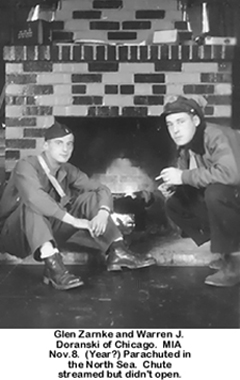 Glen Zarnke and Warren J.
Doranski of Chicago.  MIA
Nov.8.  (Year?) Parachuted in
the North Sea.  Chute
streamed but didn't open.